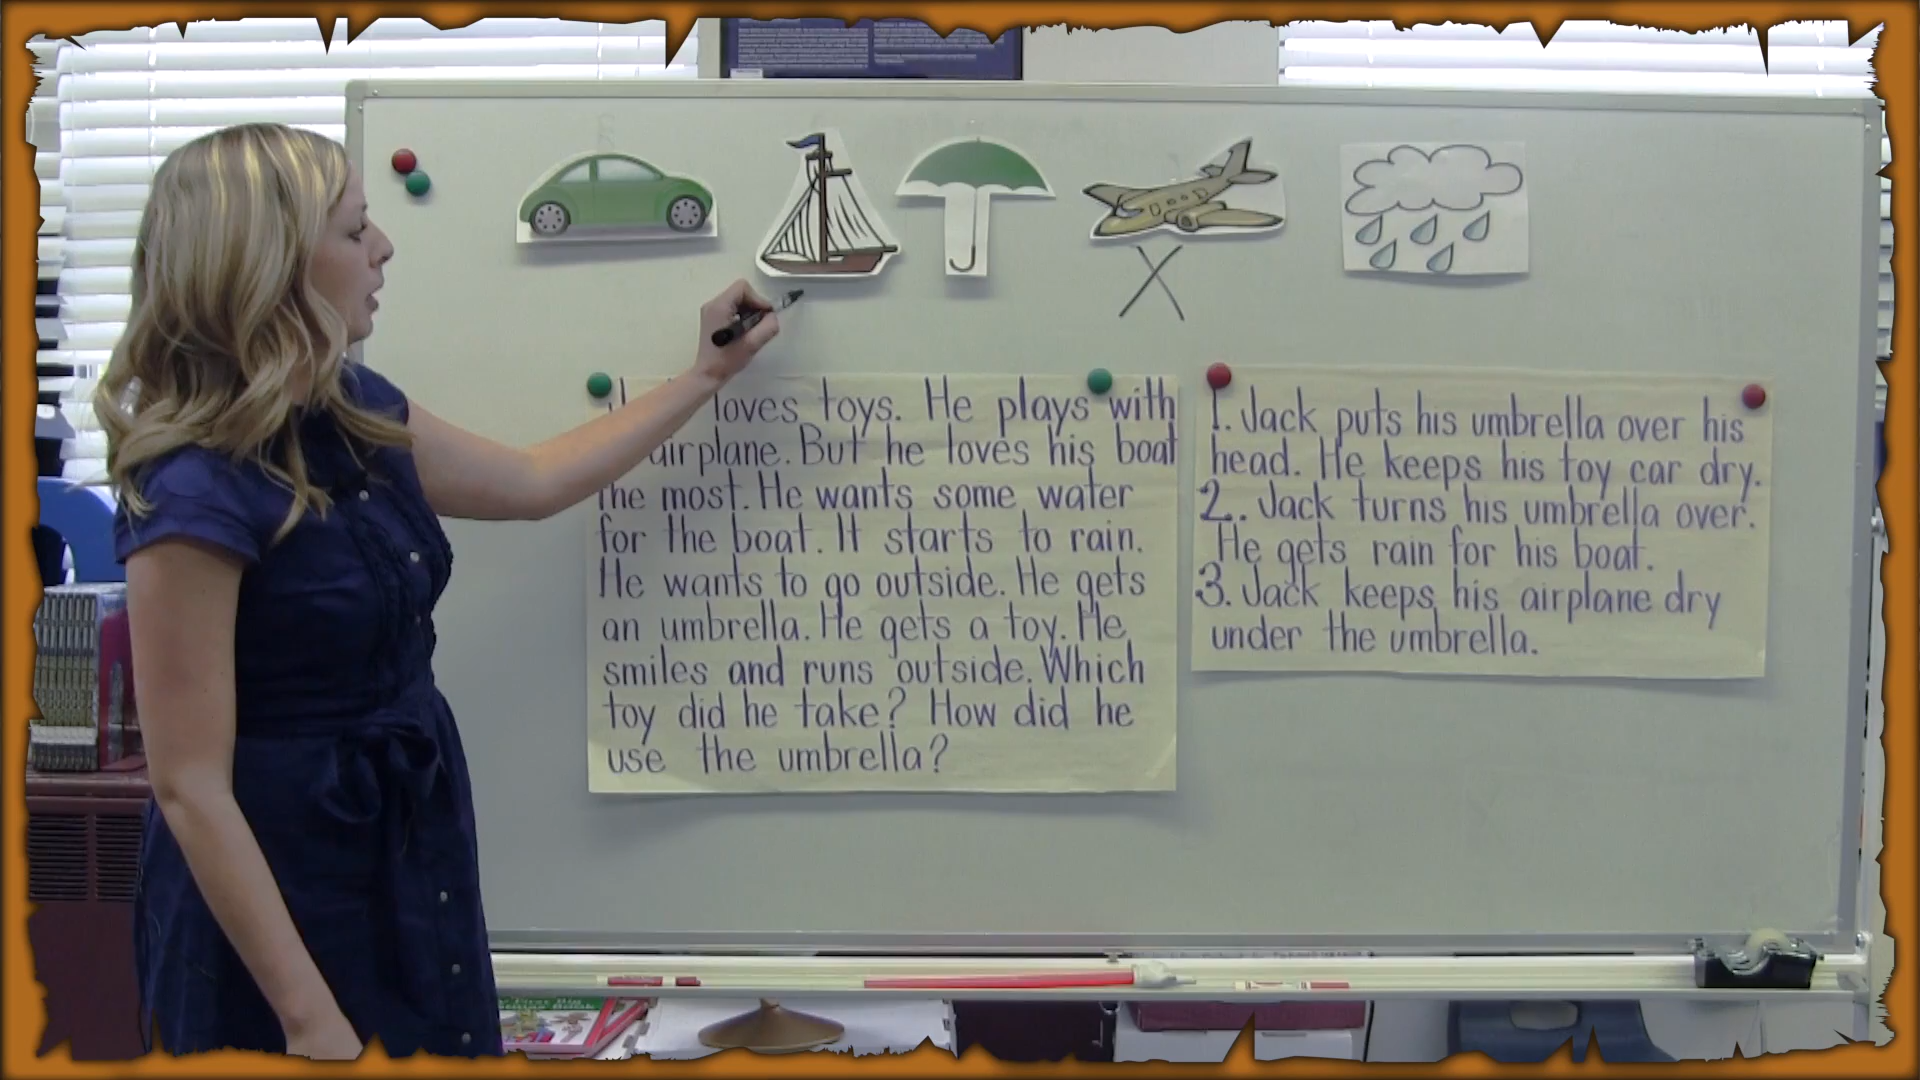 loves toys. He plays with
airplane. But he loves his boat
the most. He wants some water
for the boat. It starts to rain.
He wants to go outside. He gets
an umbrella. He gets a toy. He
smiles and runs outside. Which
toy did he take? How did he
use the umbrella?
1. Jack puts his umbrella over his
head. He keeps his toy car dry.
2. Jack turns his umbrella over.
He gets rain for his boat.
3. Jack keeps his airplane dry
under the umbrella.